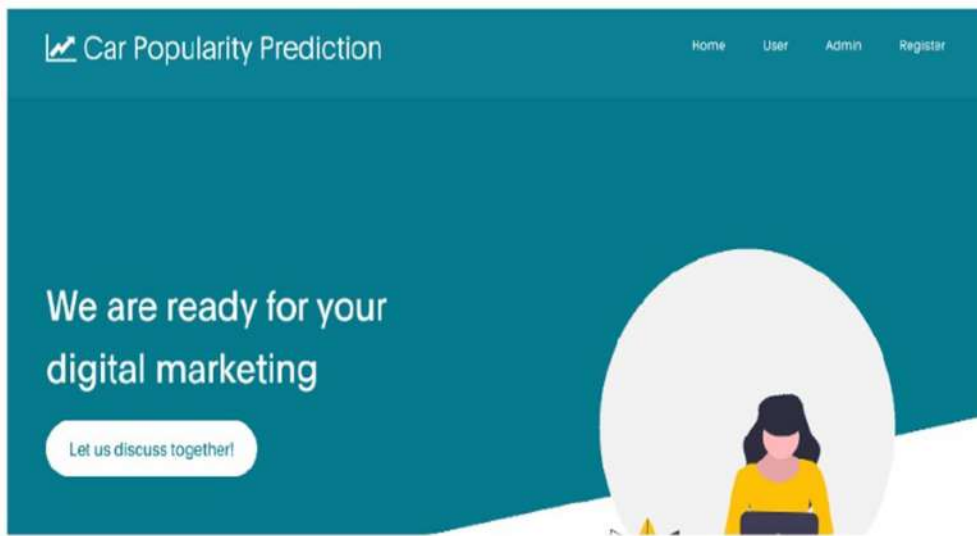 Car Popularity Prediction
Home User Admin Register
We are ready for your
digital marketing
Let us discuss together!